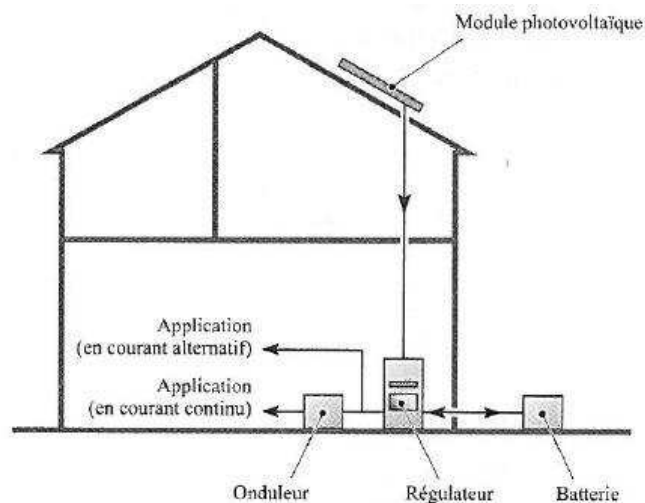 Module photovoltaïque
Application
(en courant alternatif)
Application
(en courant continu)
Onduleur
Régulateur
Batterie